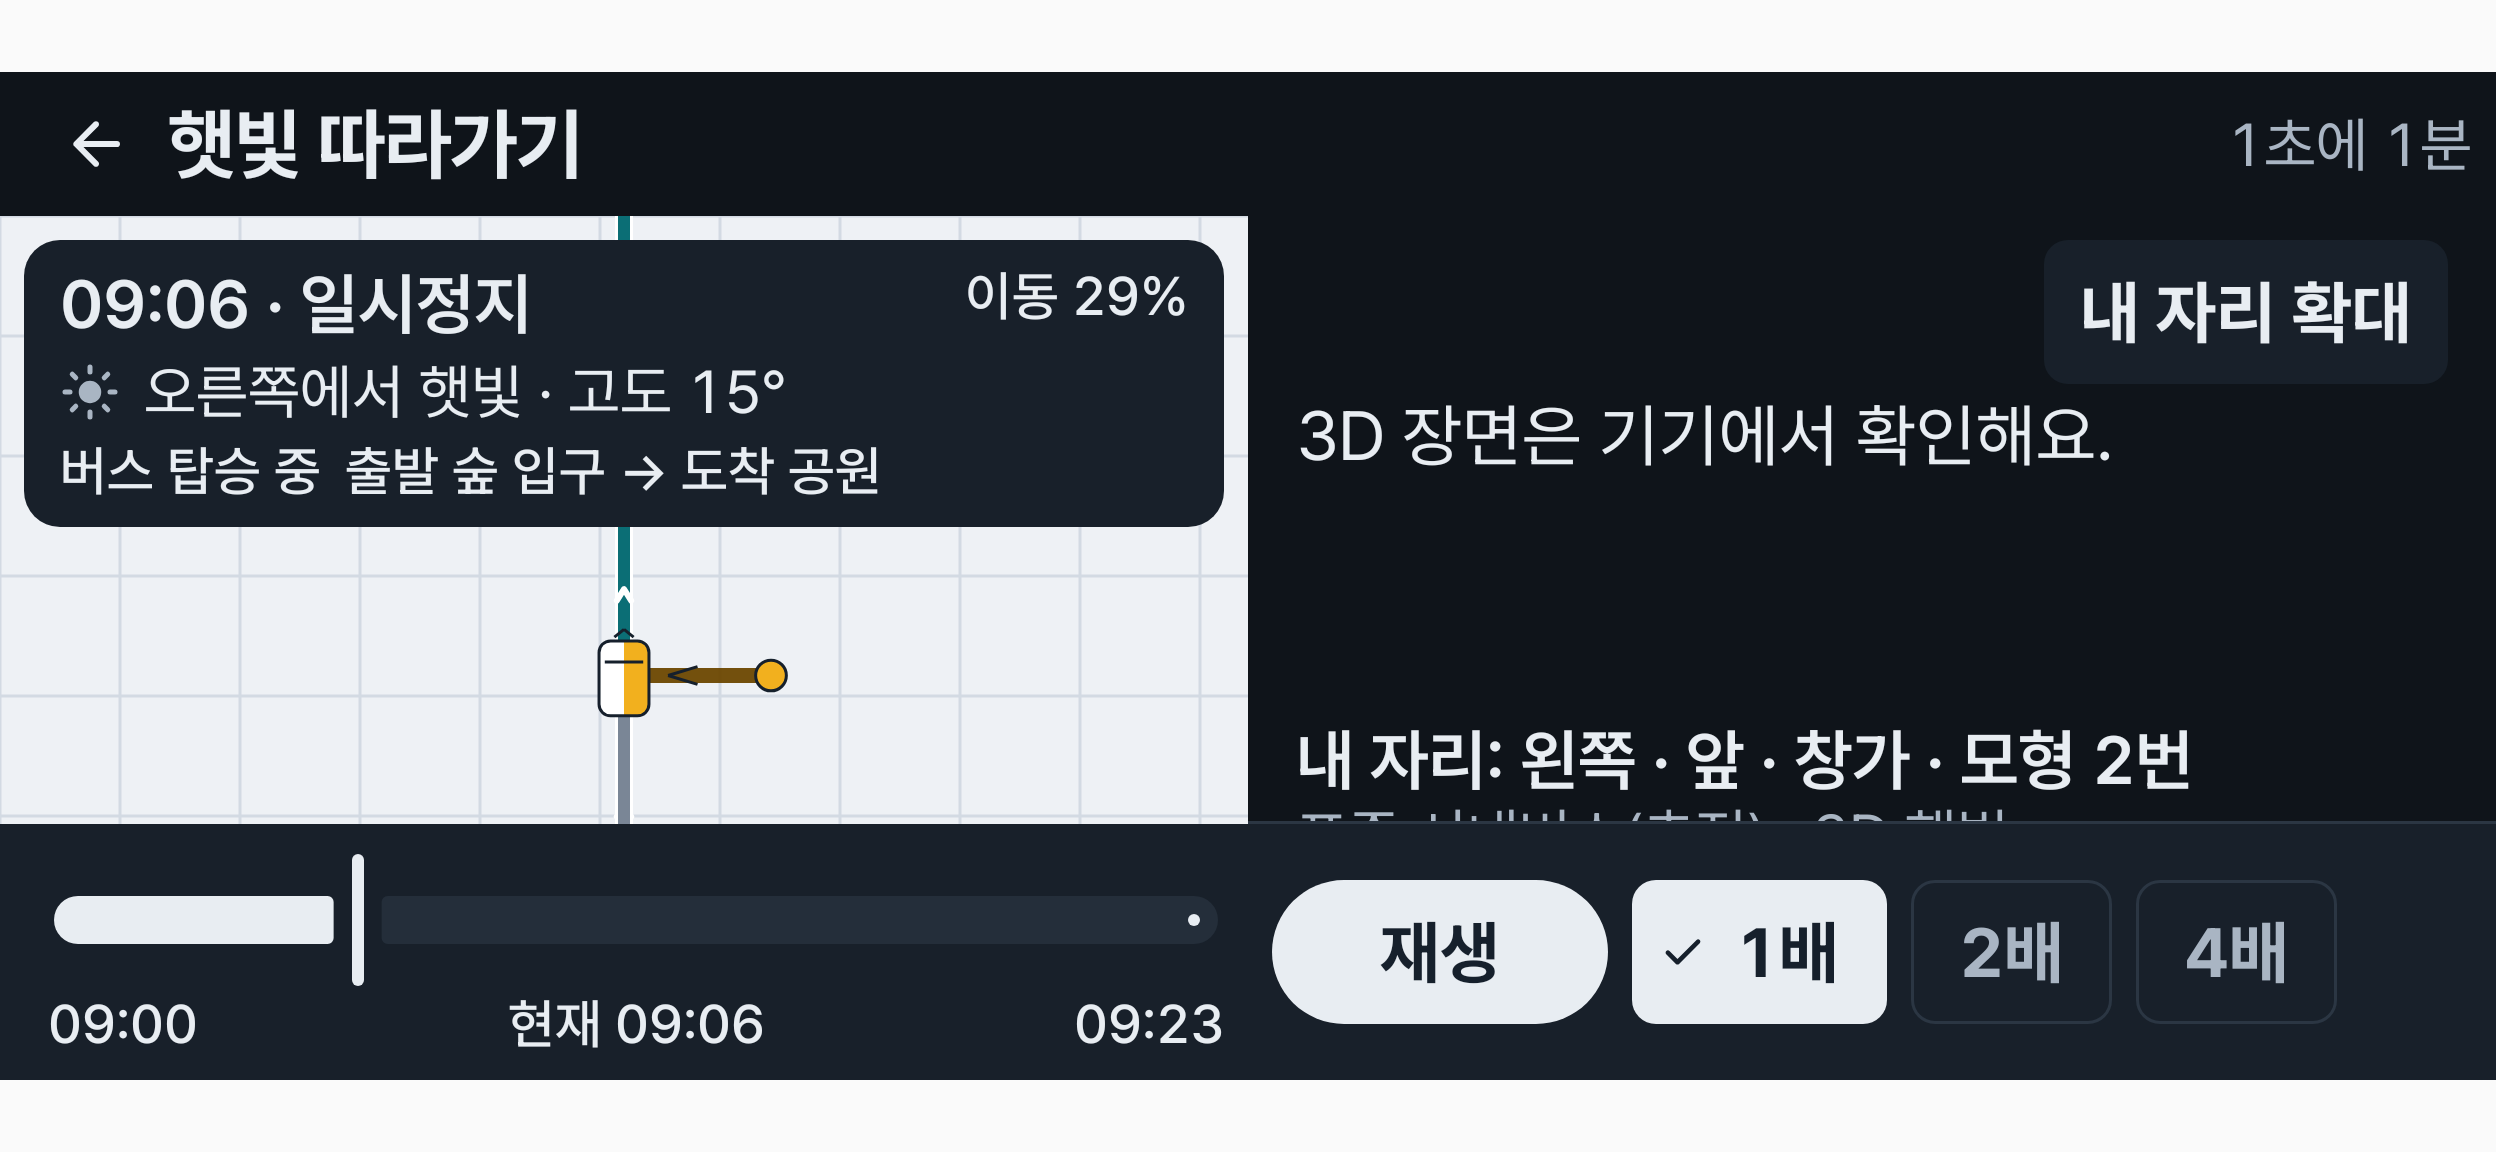 햇빛 따라가기
1초에 1분
09:06 · 일시정지
이동 29%
오른쪽에서 햇빛 · 고도 15°
버스 탑승 중 출발 숲 입구 → 도착 공원
내 자리 확대
3D 장면은 기기에서 확인해요.
내 자리: 왼쪽 · 앞 · 창가 · 모형 2번
09:00
현재 09:06
09:23
재생
1배
2배
4배